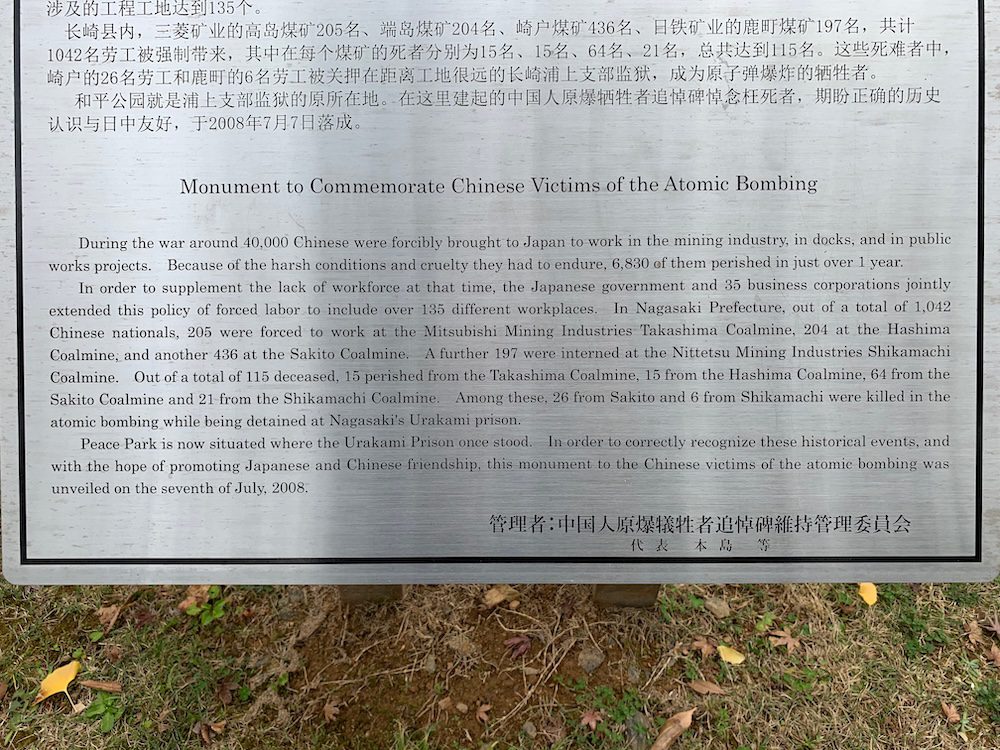 涉及的工程工地达到135个。
长崎县内，三菱矿业的高岛煤矿205名、端岛煤矿204名、崎户煤矿436名、日铁矿业的鹿町煤矿197名，共计
1042名劳工被强制带来，其中在每个煤矿的死者分别为15名、15名、64名、21名，总共达到115名。这些死难者中，
崎户的26名劳工和鹿町的6名劳工被关押在距离工地很远的长崎浦上支部监狱，成为原子弹爆炸的牺牲者。
和平公园就是浦上支部监狱的原所在地。在这里建起的中国人原爆牺牲者追悼碑悼念枉死者，期盼正确的历史
认识与日中友好，于2008年7月7日落成。
Monument to Commemorate Chinese Victims of the Atomic Bombing
During the war around 40,000 Chinese were forcibly brought to Japan to work in the mining industry, in docks, and in public
works projects. Because of the harsh conditions and cruelty they had to endure, 6,830 of them perished in just over 1 year.
In order to supplement the lack of workforce at that time, the Japanese government and 35 business corporations jointly
extended this policy of forced labor to include over 135 different workplaces. In Nagasaki Prefecture, out of a total of 1,042
Chinese nationals, 205 were forced to work at the Mitsubishi Mining Industries Takashima Coalmine, 204 at the Hashima
Coalmine, and another 436 at the Sakito Coalmine. A further 197 were interned at the Nittetsu Mining Industries Shikamachi
Coalmine. Out of a total of 115 deceased, 15 perished from the Takashima Coalmine, 15 from the Hashima Coalmine, 64 from the
Sakito Coalmine and 21 from the Shikamachi Coalmine. Among these, 26 from Sakito and 6 from Shikamachi were killed in the
atomic bombing while being detained at Nagasaki's Urakami prison.
Peace Park is now situated where the Urakami Prison once stood. In order to correctly recognize these historical events, and
with the hope of promoting Japanese and Chinese friendship, this monument to the Chinese victims of the atomic bombing was
unveiled on the seventh of July, 2008.
管理者：中国人原爆犠牲者追悼碑維持管理委員会
代表 本島 等